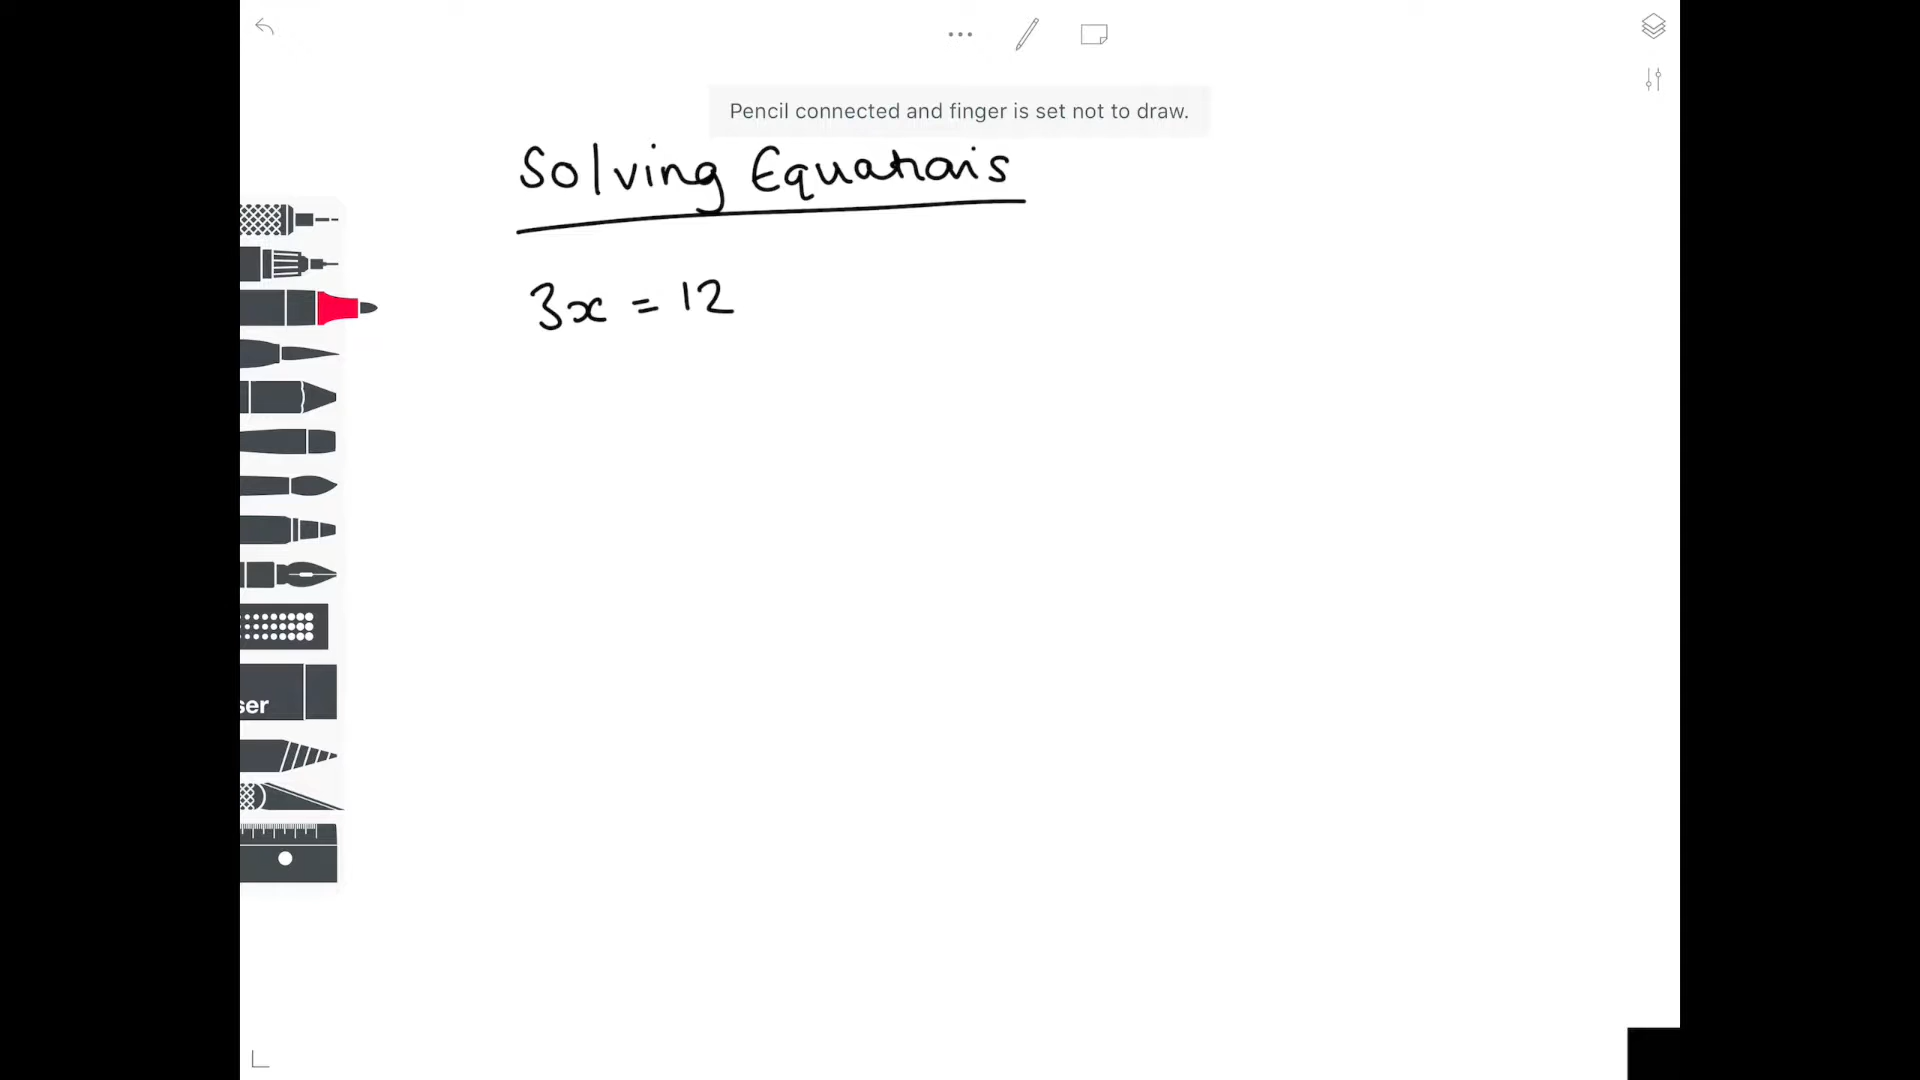 Pencil connected and finger is set not to draw.
Solving Equations
3x = 12
ser